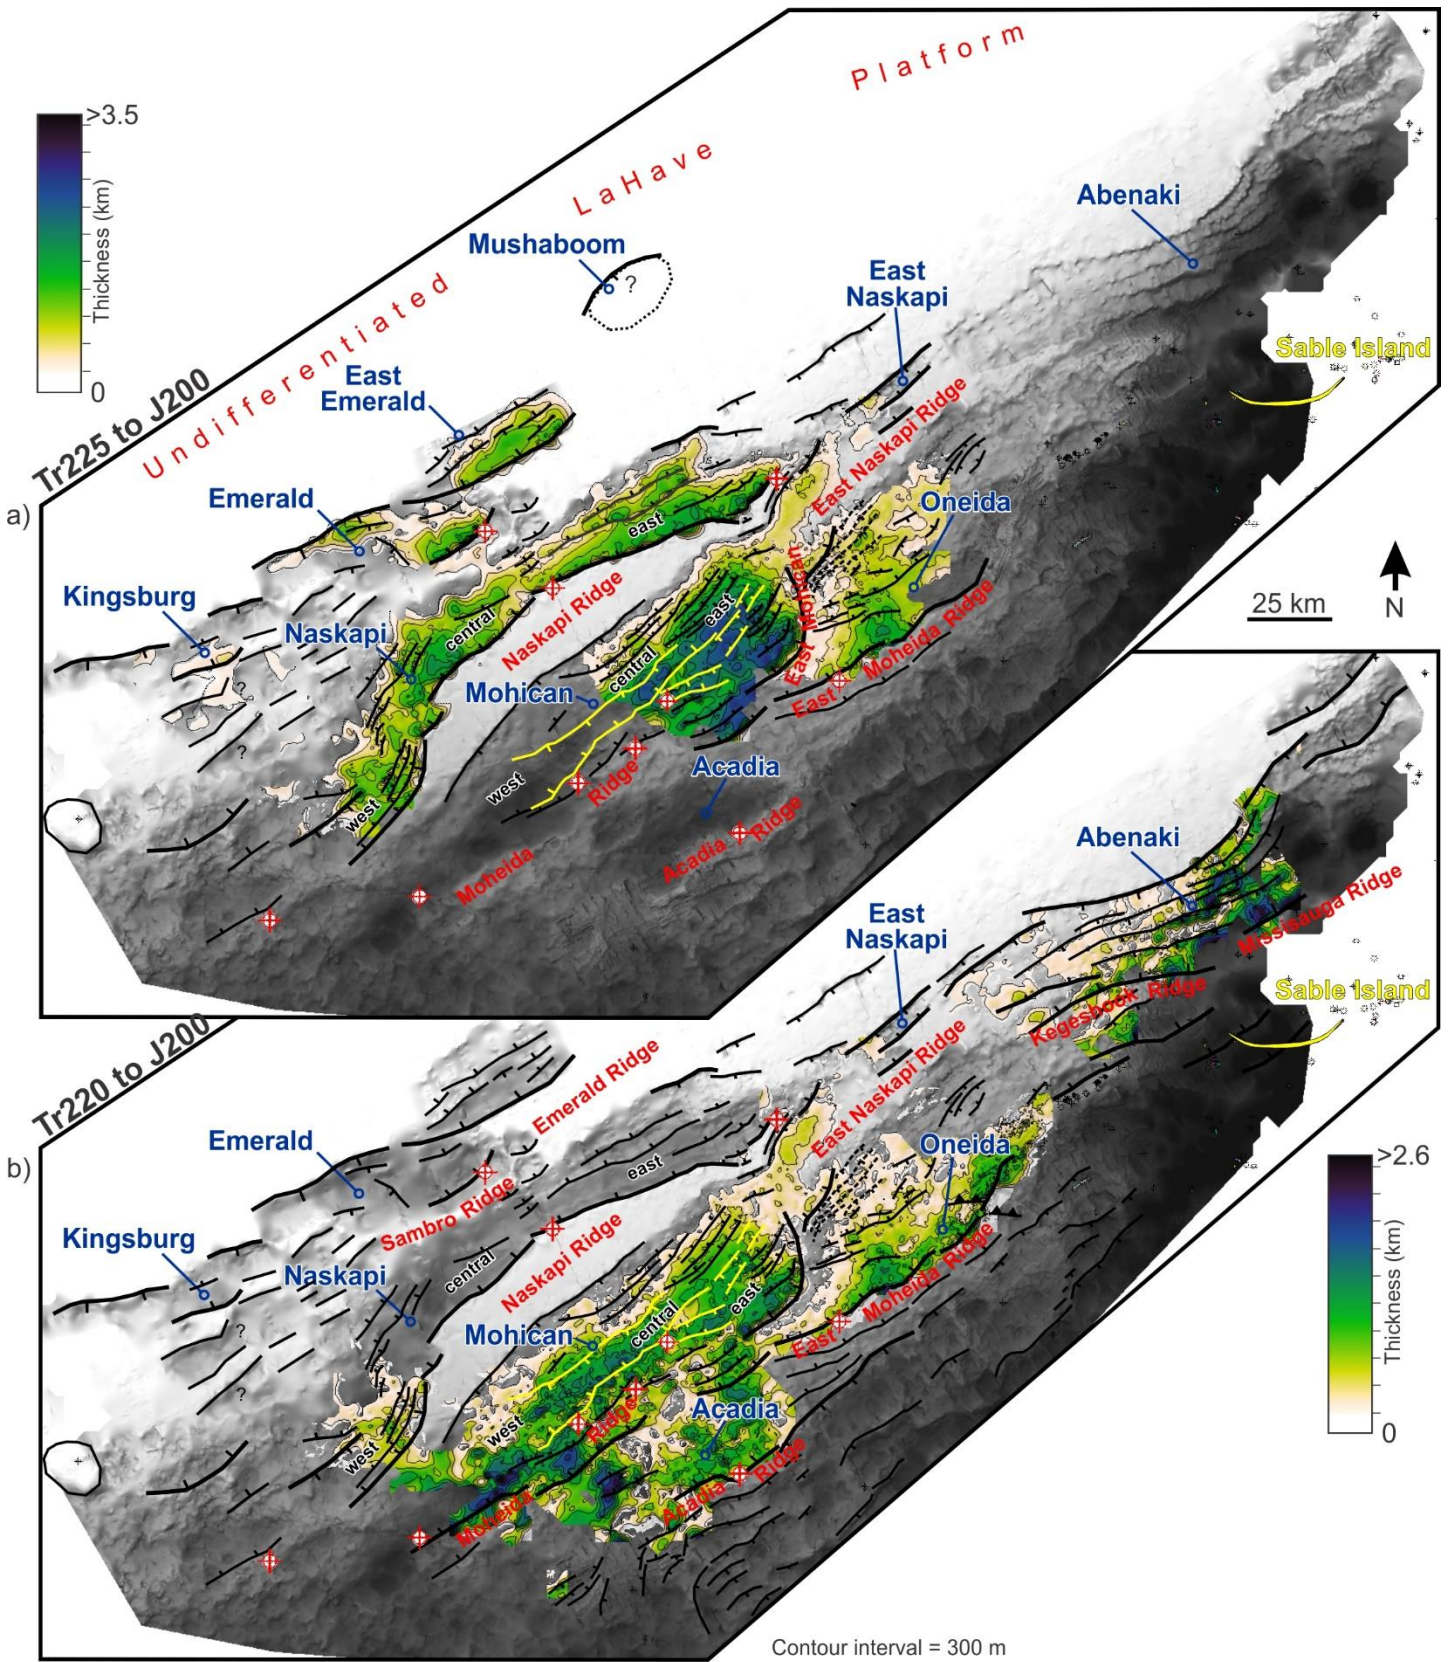 Platform
LaHave
Undifferentiated
>3.5
Thickness (km)
0
Tr225 to J200
a)
Mushaboom
?
Abenaki
East
Naskapi
Sable Island
East
Emerald
East Naskapi Ridge
Emerald
Oneida
east
Kingsburg
Naskapi
central
Naskapi Ridge
east
central
East Mohican
East Moheida Ridge
25 km
N
Mohican
?
?
west
west
Ridge
Moheida
Acadia
Acadia Ridge
Tr220 to J200
b)
Abenaki
Missisauga Ridge
East
Naskapi
Sable Island
Kegeshook Ridge
East Naskapi Ridge
Emerald Ridge
Emerald
Sambro Ridge
east
Oneida
>2.6
Thickness (km)
0
Kingsburg
Naskapi
central
Naskapi Ridge
east
central
Mohican
East Moheida Ridge
?
?
west
west
Ridge
Moheida
Acadia
Acadia Ridge
Contour interval = 300 m